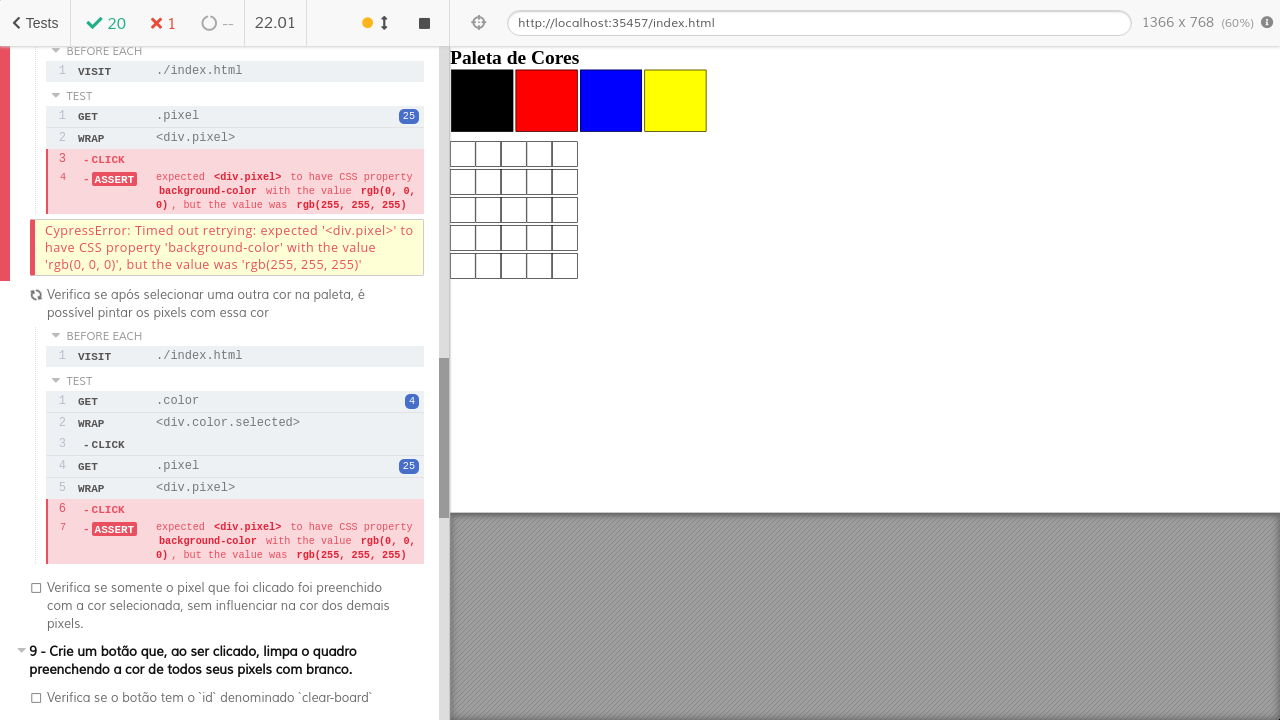 Tests 20 1 -- 22.01
http://localhost:35457/index.html 1366 x 768 (60%)
BEFORE EACH
1 VISIT ./index.html
TEST
1 GET .pixel 25
2 WRAP <div.pixel>
3 - CLICK
4 - ASSERT expected <div.pixel> to have CSS property
background-color with the value rgb(0, 0,
0) , but the value was rgb(255, 255, 255)
CypressError: Timed out retrying: expected '<div.pixel>' to
have CSS property 'background-color' with the value
'rgb(0, 0, 0)', but the value was 'rgb(255, 255, 255)'
Verifica se após selecionar uma outra cor na paleta, é
possível pintar os pixels com essa cor
BEFORE EACH
1 VISIT ./index.html
TEST
1 GET .color 4
2 WRAP <div.color.selected>
3 - CLICK
4 GET .pixel 25
5 WRAP <div.pixel>
6 - CLICK
7 - ASSERT expected <div.pixel> to have CSS property
background-color with the value rgb(0, 0,
0) , but the value was rgb(255, 255, 255)
Verifica se somente o pixel que foi clicado foi preenchido
com a cor selecionada, sem influenciar na cor dos demais
pixels.
9 - Crie um botão que, ao ser clicado, limpa o quadro
preenchendo a cor de todos seus pixels com branco.
Verifica se o botão tem o `id` denominado `clear-board`
Paleta de Cores